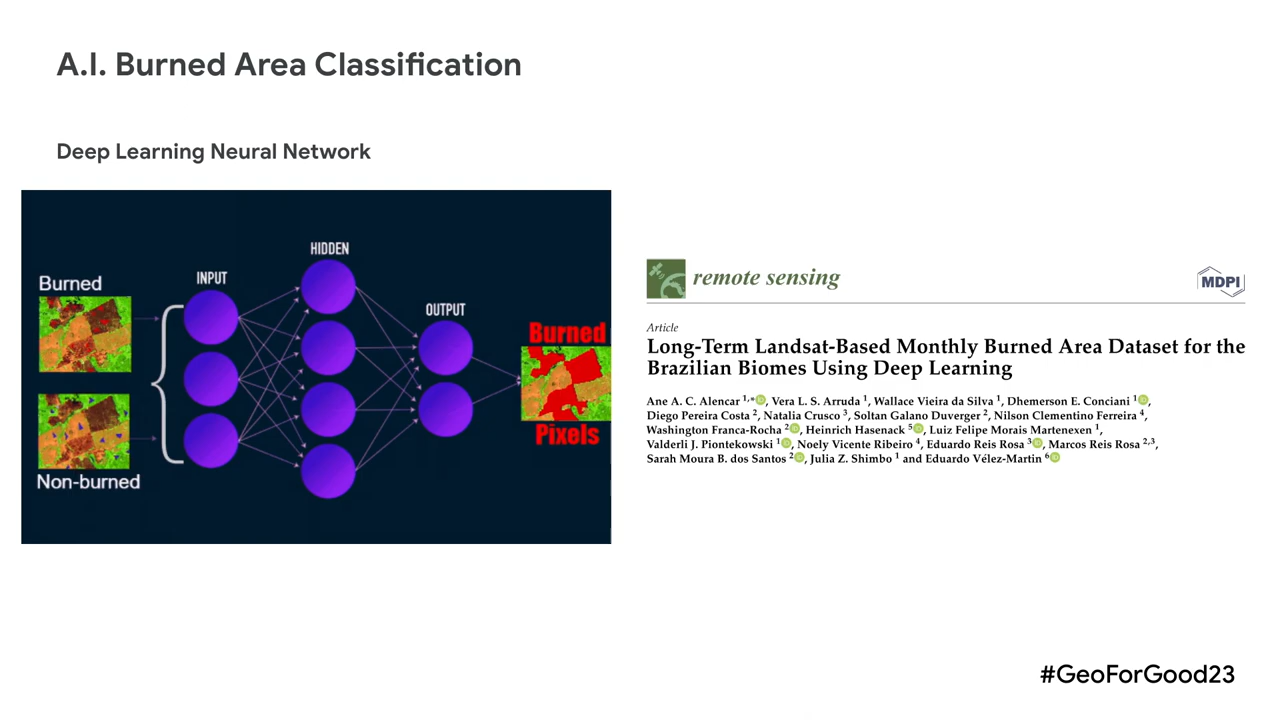 A.I. Burned Area Classification
Deep Learning Neural Network
Burned
Non-burned
INPUT
HIDDEN
OUTPUT
Burned
Pixels
remote sensing
MDPI
Article
Long-Term Landsat-Based Monthly Burned Area Dataset for the
Brazilian Biomes Using Deep Learning
Ane A. C. Alencar 1,*, Vera L. S. Arruda 1, Wallace Vieira da Silva 1, Dhemerson E. Conciani 1,
Diego Pereira Costa 2, Natalia Crusco 3, Soltan Galano Duverger 2, Nilson Clementino Ferreira 4,
Washington Franca-Rocha 2, Heinrich Hasenack 5, Luiz Felipe Morais Martenexen 1,
Valderli J. Piontekowski 1, Noely Vicente Ribeiro 4, Eduardo Reis Rosa 3, Marcos Reis Rosa 2,3,
Sarah Moura B. dos Santos 2, Julia Z. Shimbo 1 and Eduardo Vélez-Martin 6
#GeoForGood23